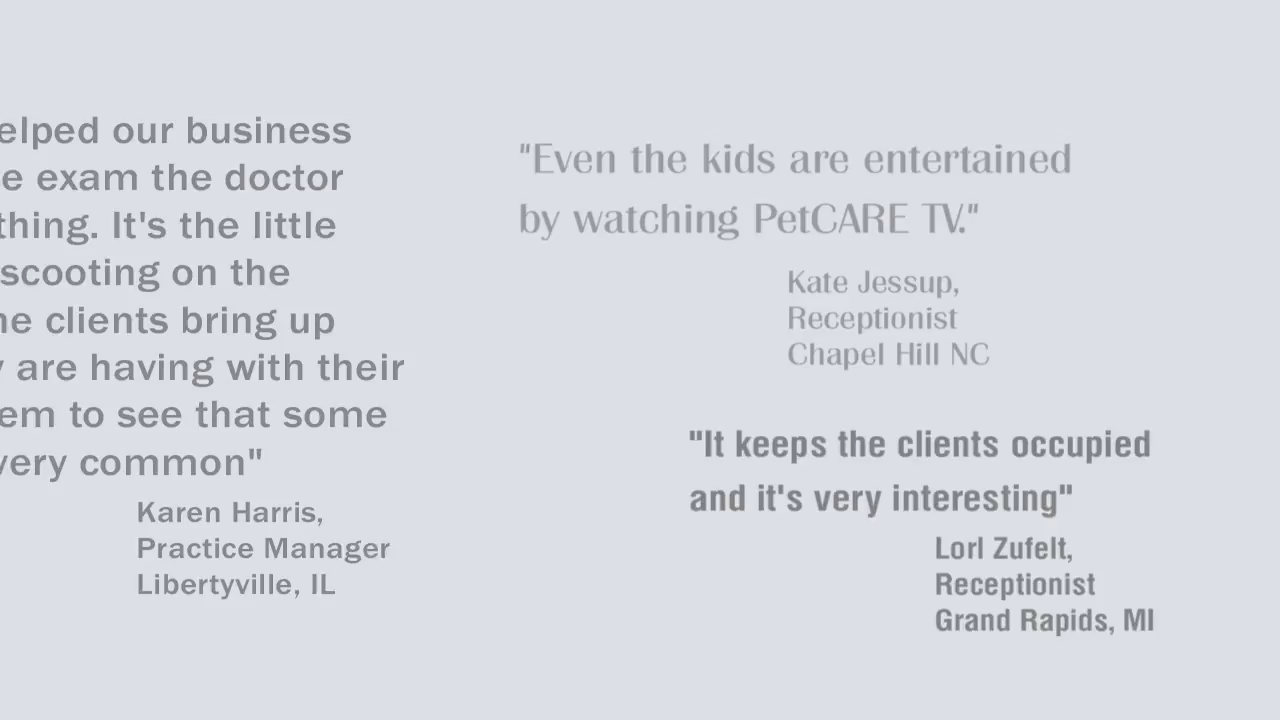 elped our business
e exam the doctor
thing. It's the little
scooting on the
he clients bring up
are having with their
em to see that some
very common"
Karen Harris,
Practice Manager
Libertyville, IL
"Even the kids are entertained
by watching PetCARE TV."
Kate Jessup,
Receptionist
Chapel Hill NC
"It keeps the clients occupied
and it's very interesting"
Lorl Zufelt,
Receptionist
Grand Rapids, MI